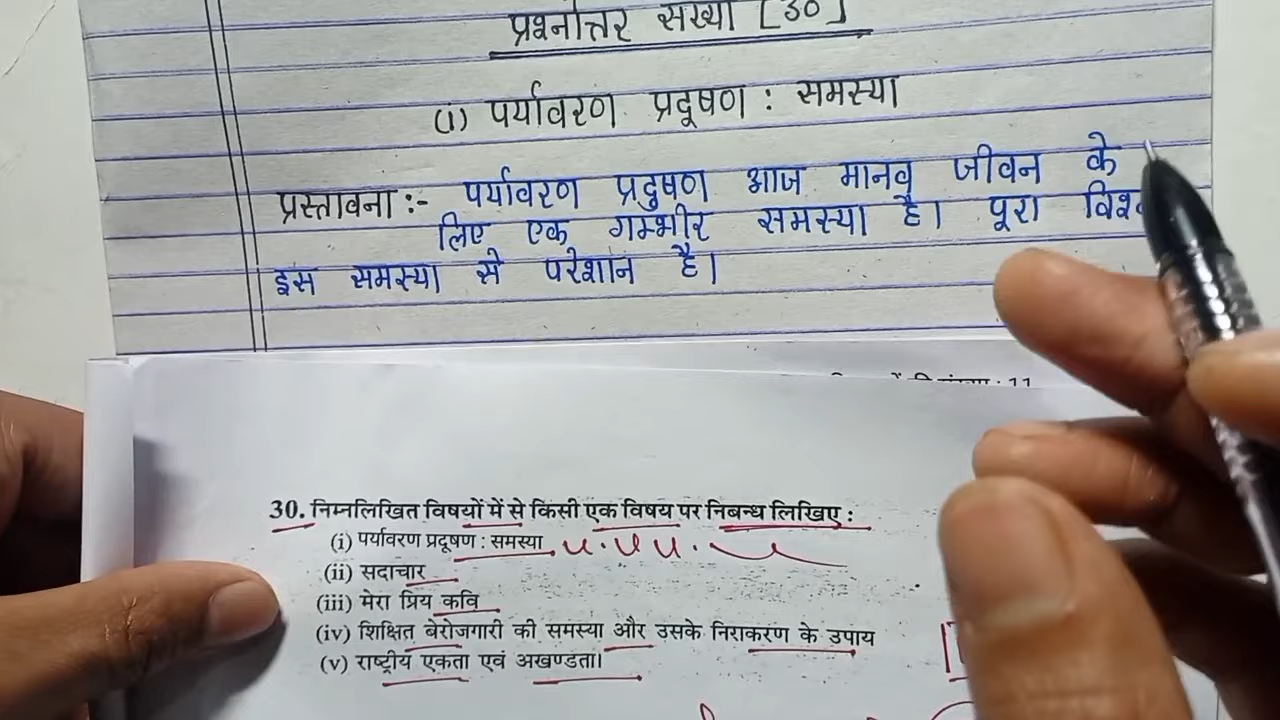 प्रश्नोत्तर संख्या [30]
(i) पर्यावरण प्रदूषण : समस्या
प्रस्तावना :- पर्यावरण प्रदुषण आज मानव जीवन के
लिए एक गम्भीर समस्या है। पूरा
इस समस्या से परेशान है।
11
30. निम्नलिखित विषयों में से किसी एक विषय पर निबन्ध लिखिए :
(i) पर्यावरण प्रदूषण : समस्या
(ii) सदाचार
(iii) मेरा प्रिय कवि
(iv) शिक्षित बेरोजगारी की समस्या और उसके निराकरण के उपाय
(v) राष्ट्रीय एकता एवं अखण्डता।